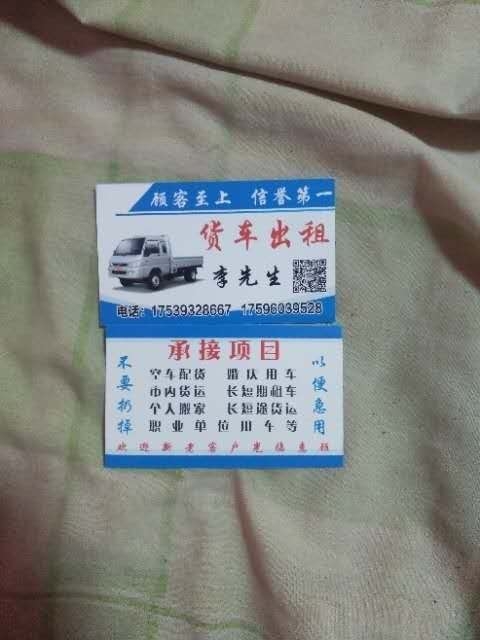 顾客至上 信誉第一
货车出租
李先生
电话：17539328667 17596039528
承接项目
不要扔掉
空车配货 婚庆用车
市内货运 长短期租车
个人搬家 长短途货运
职业单位用车等
以便急用
欢迎新老客户光临惠顾